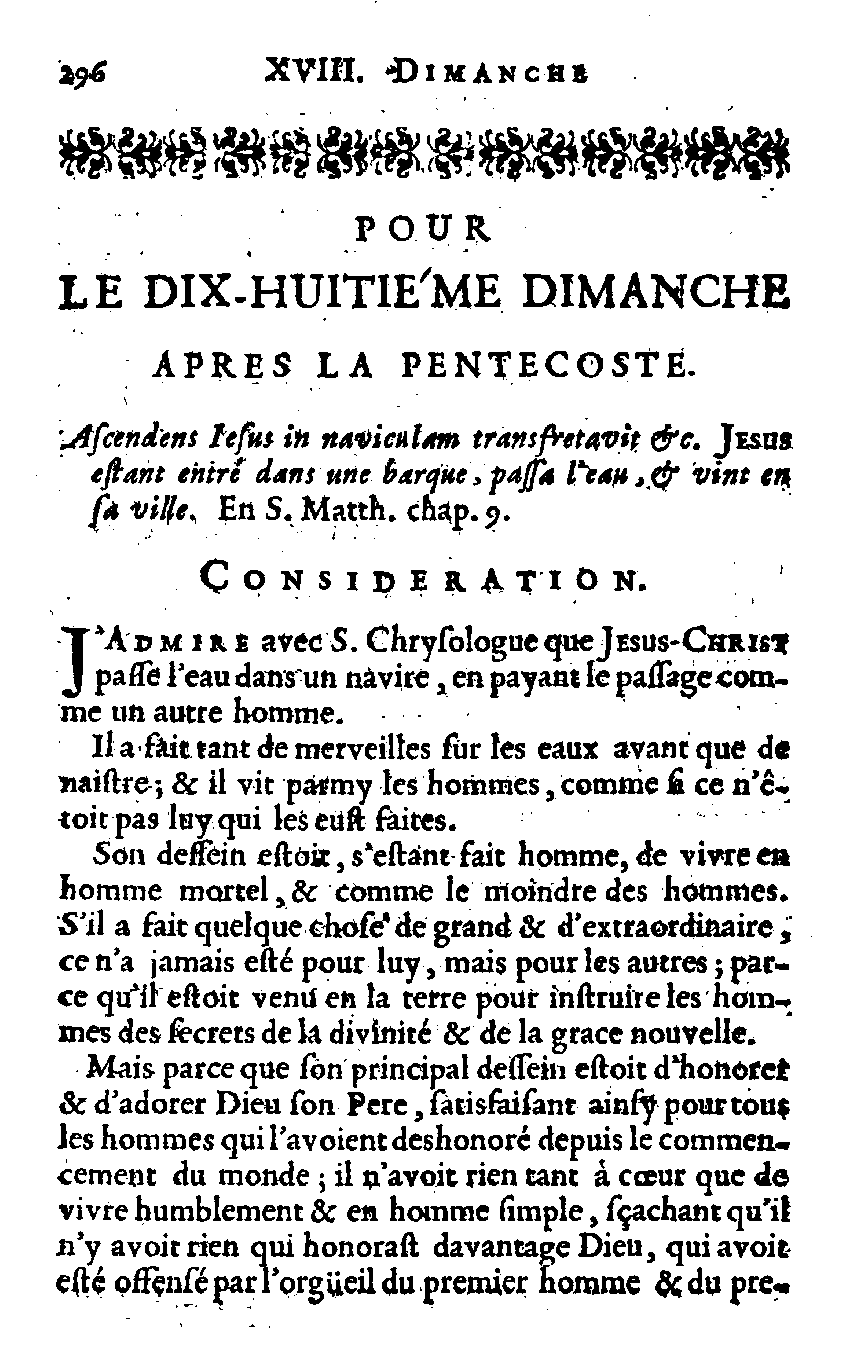 296 XVIII. DIMANCHE
POUR
LE DIX-HUITIE'ME DIMANCHE
APRES LA PENTECOSTE.
Ascendens Iesus in naviculam transfretavit &c. JESUS
estant entré dans une barque, passa l'eau, & vint en
sa ville. En S. Matth. chap. 9.
CONSIDERATION.
J'ADMIRE avec S. Chrysologue que JESUS-CHRIST
passe l'eau dans un navire, en payant le passage com-
me un autre homme.
Il a fait tant de merveilles sur les eaux avant que de
naistre; & il vit parmy les hommes, comme si ce n'ê-
toit pas luy qui les eust faites.
Son dessein estoit, s'estant fait homme, de vivre en
homme mortel, & comme le moindre des hommes.
S'il a fait quelque chose de grand & d'extraordinaire,
ce n'a jamais esté pour luy, mais pour les autres; par-
ce qu'il estoit venu en la terre pour instruire les hom-
mes des secrets de la divinité & de la grace nouvelle.
Mais parce que son principal dessein estoit d'honorer
& d'adorer Dieu son Pere, satisfaisant ainsy pour tous
les hommes qui l'avoient deshonoré depuis le commen-
cement du monde; il n'avoit rien tant à cœur que de
vivre humblement & en homme simple, sçachant qu'il
n'y avoit rien qui honorast davantage Dieu, qui avoit
esté offensé par l'orgüeil du premier homme & du pre-